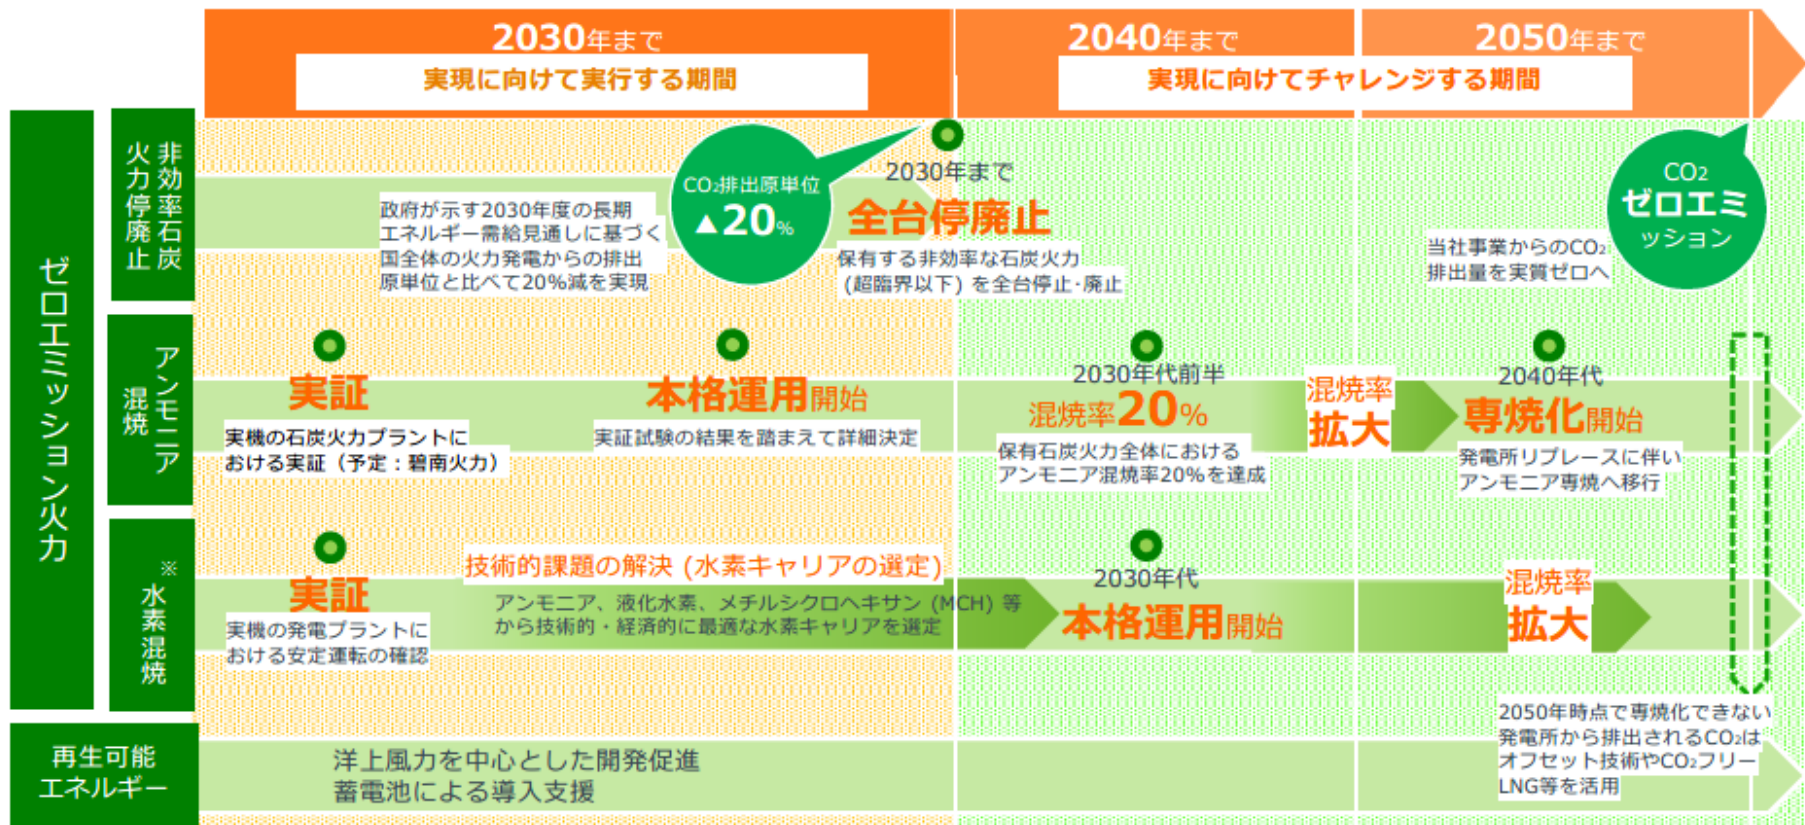 2030年まで
実現に向けて実行する期間
2040年まで
2050年まで
実現に向けてチャレンジする期間
ゼロエミッション火力
非効率石炭
火力停廃止
政府が示す2030年度の長期
エネルギー需給見通しに基づく
国全体の火力発電からの排出
原単位と比べて20%減を実現
CO₂排出原単位
▲20%
2030年まで
全台停廃止
保有する非効率な石炭火力
(超臨界以下) を全台停止・廃止
当社事業からのCO₂
排出量を実質ゼロへ
CO2
ゼロエミ
ッション
アンモニア
混焼
実証
実機の石炭火力プラントに
おける実証（予定：碧南火力）
本格運用開始
実証試験の結果を踏まえて詳細決定
2030年代前半
混焼率20%
保有石炭火力全体における
アンモニア混焼率20%を達成
混焼率
拡大
2040年代
専焼化開始
発電所リプレースに伴い
アンモニア専焼へ移行
※
水素混焼
実証
実機の発電プラントに
おける安定運転の確認
技術的課題の解決 (水素キャリアの選定)
アンモニア、液化水素、メチルシクロヘキサン (MCH) 等
から技術的・経済的に最適な水素キャリアを選定
2030年代
本格運用開始
混焼率
拡大
2050年時点で専焼化できない
発電所から排出されるCO₂は
オフセット技術やCO₂フリー
LNG等を活用
再生可能
エネルギー
洋上風力を中心とした開発促進
蓄電池による導入支援